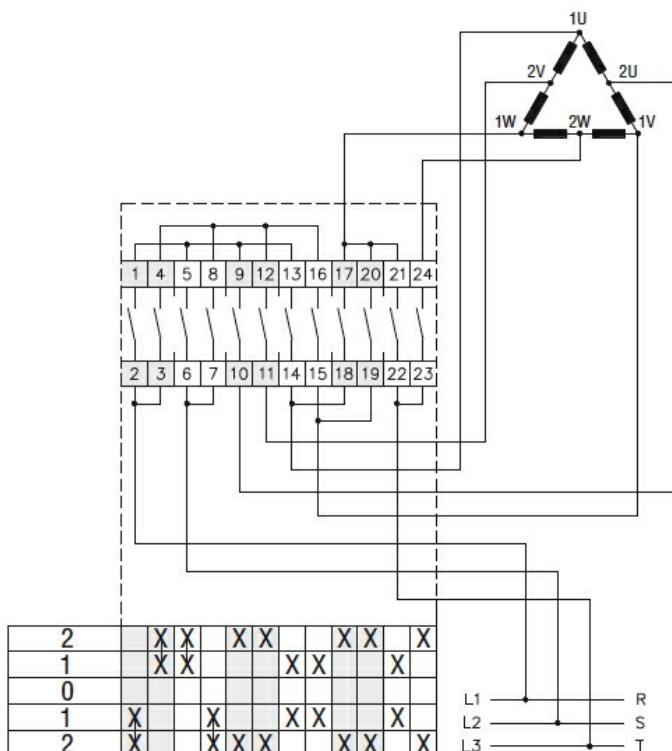 1U
2V 2U
1W 2W 1V
1 4 5 8 9 12 13 16 17 20 21 24
2 3 6 7 10 11 14 15 18 19 22 23
2 X X X X X X X
1 X X X X X
0
1 X X X X X
2 X X X X X X X
L1 R
L2 S
L3 T